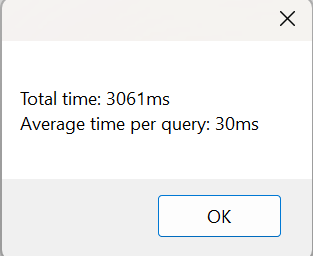 Total time: 3061ms
Average time per query: 30ms
OK